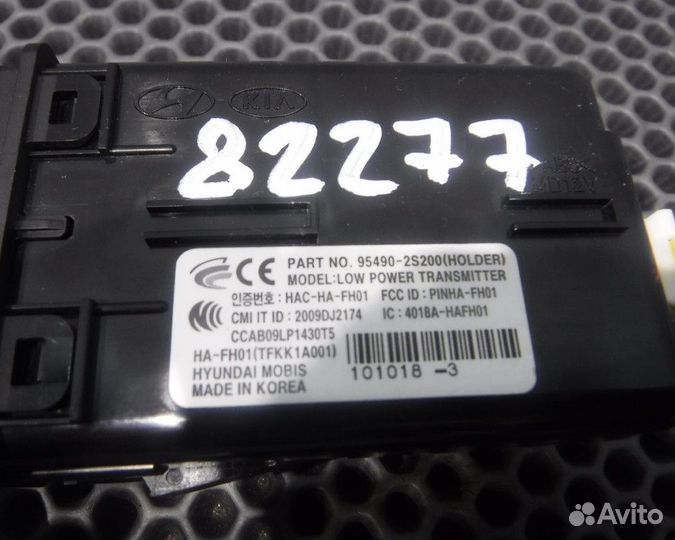 KIA
82277
PART NO. 95490-2S200(HOLDER)
MODEL:LOW POWER TRANSMITTER
인증번호 : HAC-HA-FH01 FCC ID : PINHA-FH01
CMI IT ID : 2009DJ2174 IC : 4018A-HAFH01
CCAB09LP1430T5
HA-FH01(TFKK1A001)
HYUNDAI MOBIS
MADE IN KOREA
101018 -3
Avito